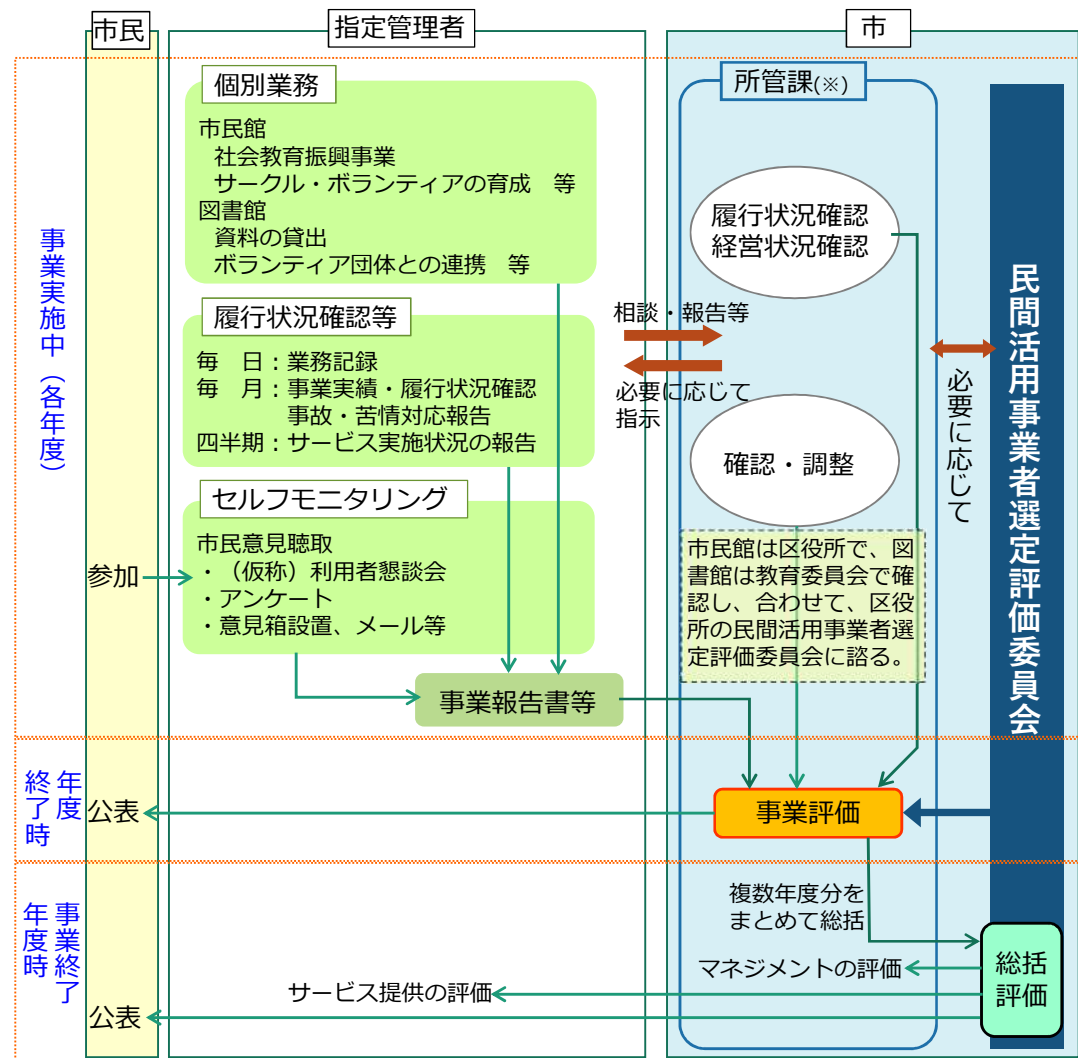 市民
指定管理者
市
事業実施中（各年度）
個別業務
市民館
社会教育振興事業
サークル・ボランティアの育成　等
図書館
資料の貸出
ボランティア団体との連携　等
履行状況確認等
毎　日：業務記録
毎　月：事業実績・履行状況確認
事故・苦情対応報告
四半期：サービス実施状況の報告
セルフモニタリング
市民意見聴取
・（仮称）利用者懇談会
・アンケート
・意見箱設置、メール等
参加
事業報告書等
相談・報告等
必要に応じて
指示
所管課(※)
履行状況確認
経営状況確認
確認・調整
市民館は区役所で、図
書館は教育委員会で確
認し、合わせて、区役
所の民間活用事業者選
定評価委員会に諮る。
必要に応じて
民間活用事業者選定評価委員会
年度
終了時
公表
事業評価
事業終了
年度時
複数年度分を
まとめて総括
総括
評価
マネジメントの評価
サービス提供の評価
公表